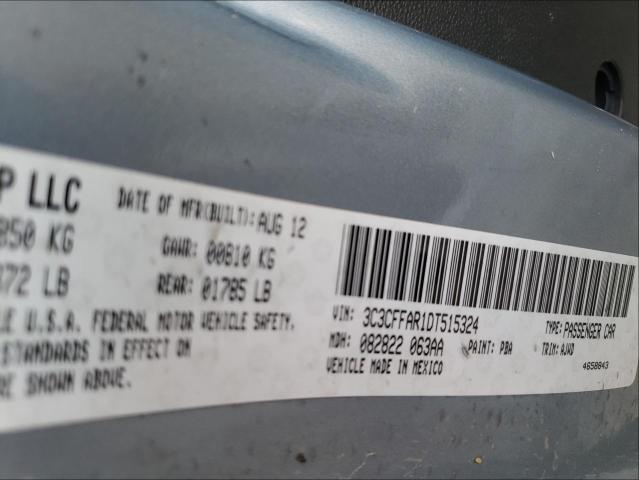 P LLC DATE OF MFR(BUILT): AUG 12
850 KG GAWR: 00810 KG
72 LB REAR: 01785 LB
LE U.S.A. FEDERAL MOTOR VEHICLE SAFETY.
STANDARDS IN EFFECT ON
RE SHOWN ABOVE.
VIN: 3C3CFFAR1DT515324 TYPE: PASSENGER CAR
MDH: 082822 063AA PAINT: PBA TRIM: AJWD
VEHICLE MADE IN MEXICO 4658843